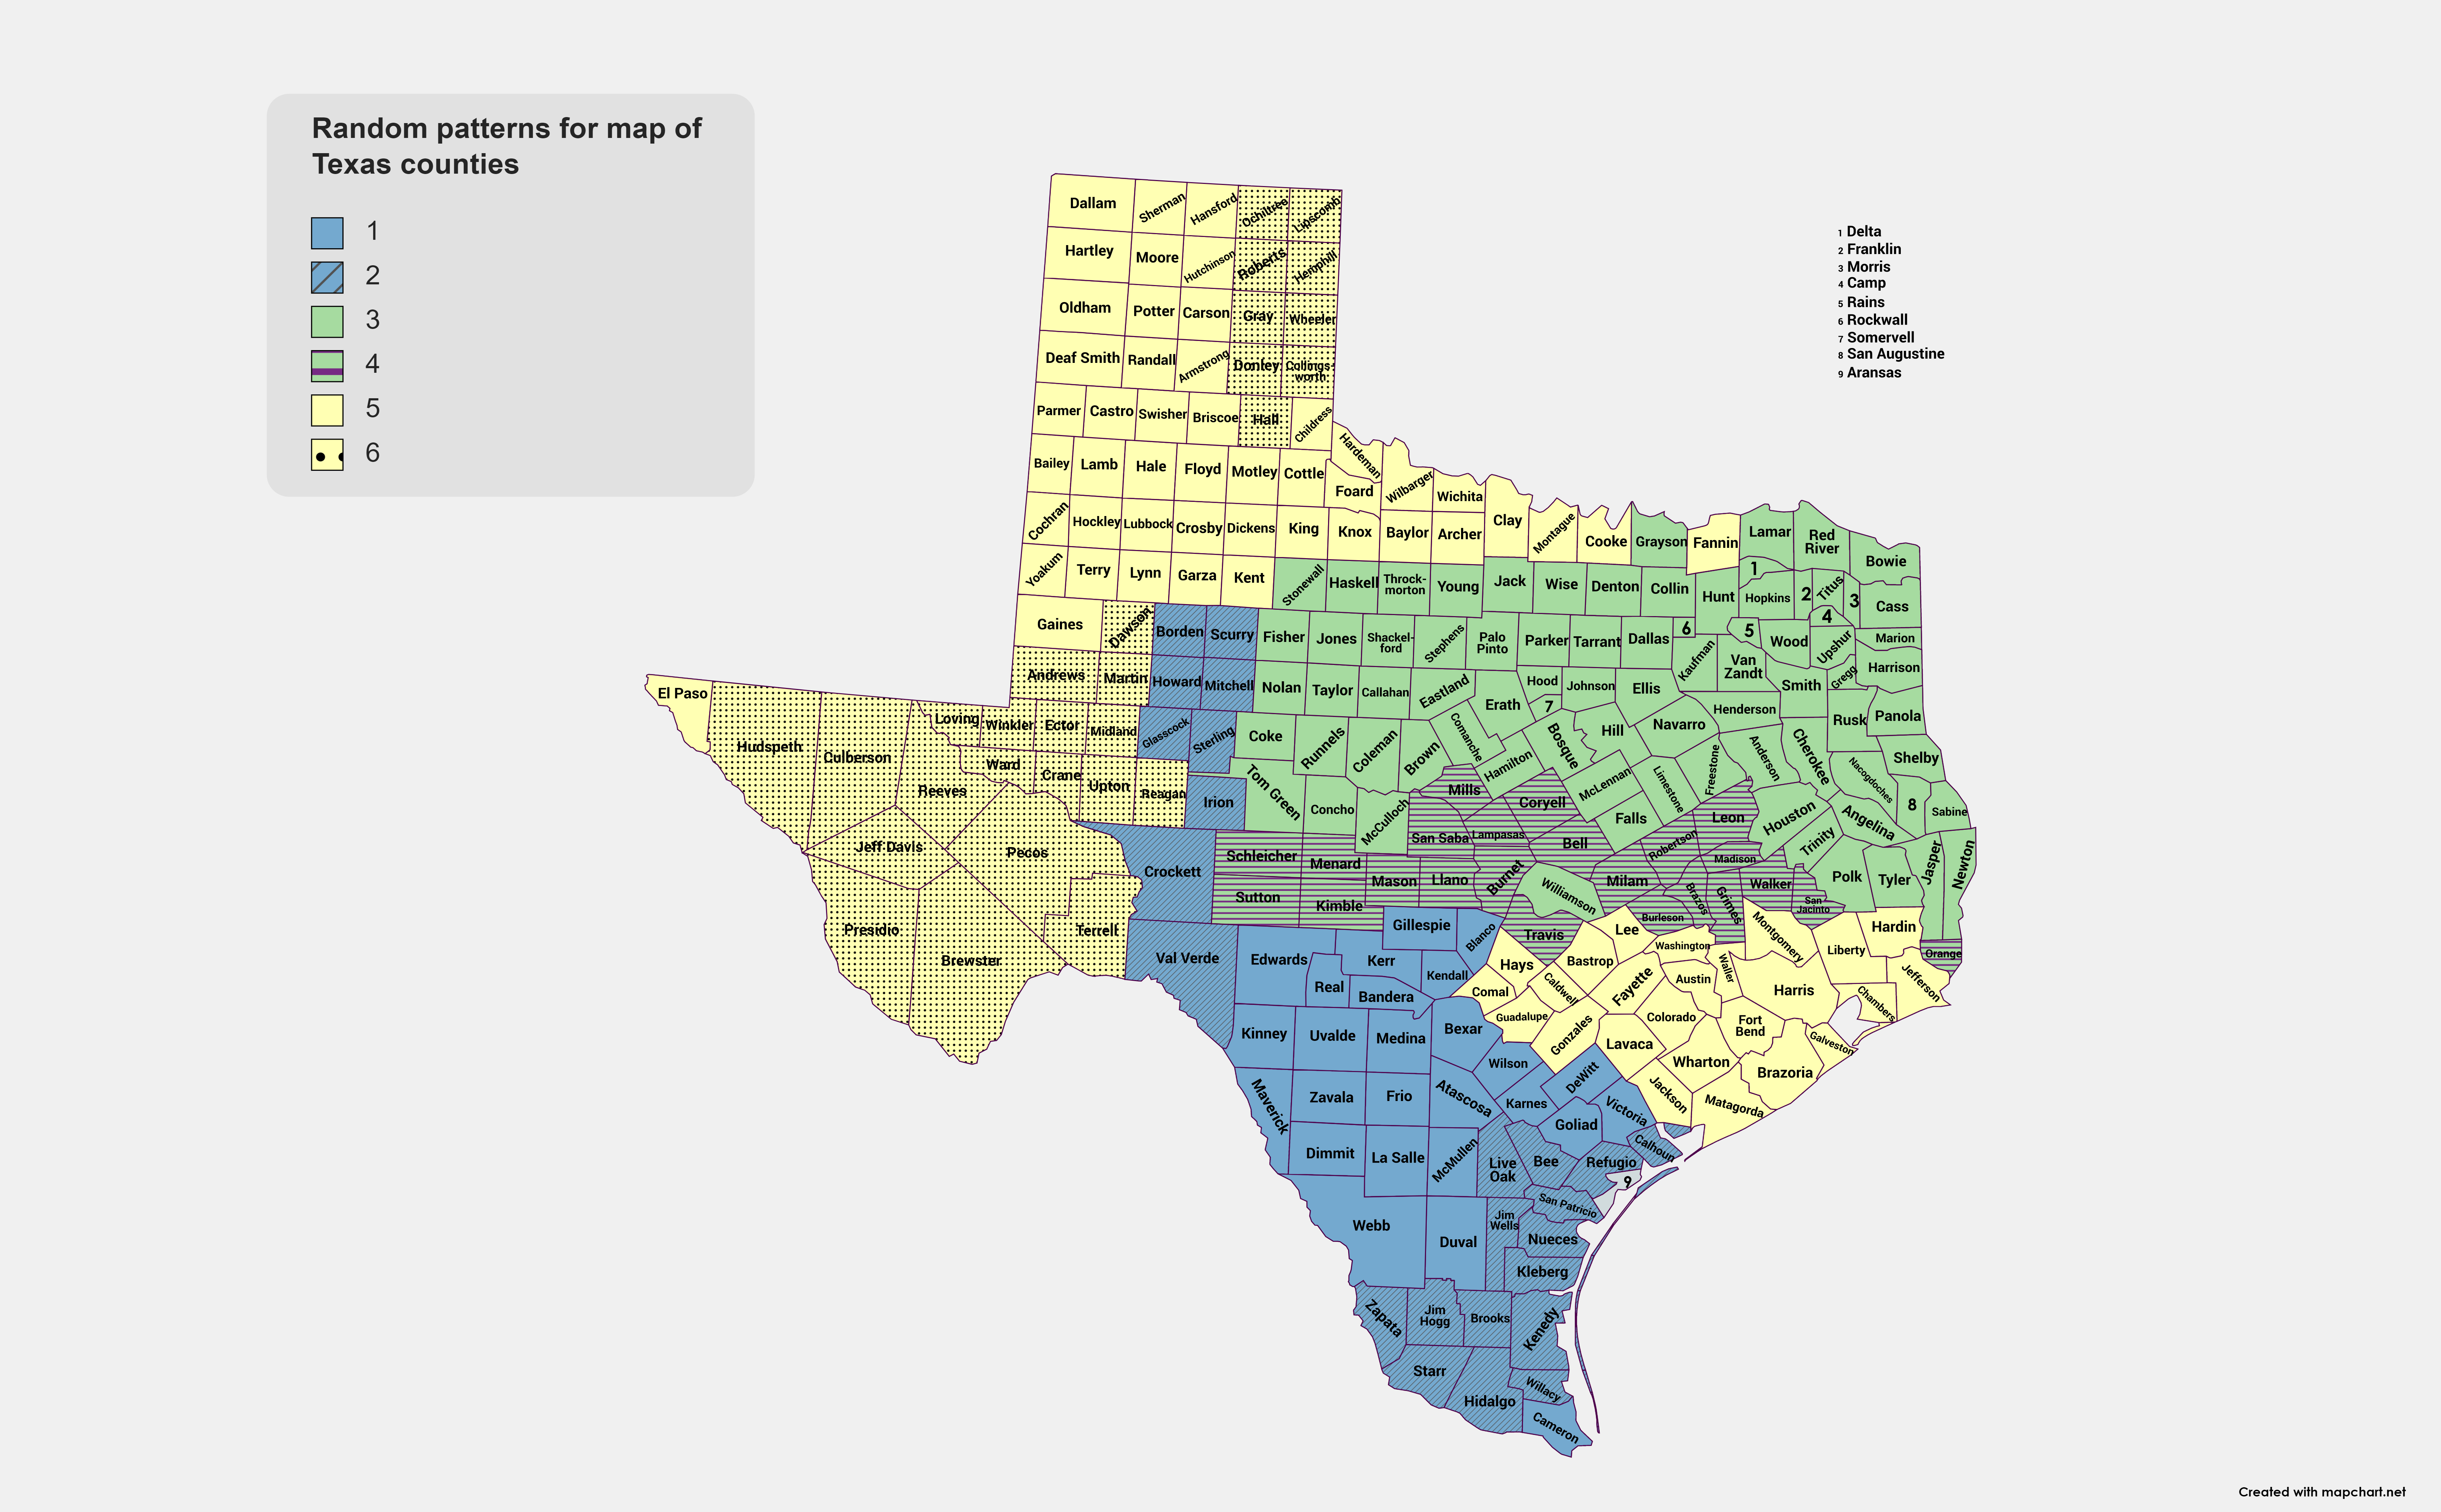 Random patterns for map of
Texas counties
1
2
3
4
5
6
1 Delta
2 Franklin
3 Morris
4 Camp
5 Rains
6 Rockwall
7 Somervell
8 San Augustine
9 Aransas
Dallam
Sherman
Hansford
Ochiltree
Lipscomb
Hartley
Moore
Hutchinson
Roberts
Hemphill
Oldham
Potter
Carson
Gray
Wheeler
Deaf Smith
Randall
Armstrong
Donley
Collings-
worth
Parmer
Castro
Swisher
Briscoe
Hall
Childress
Hardeman
Bailey
Lamb
Hale
Floyd
Motley
Cottle
Foard
Wilbarger
Wichita
Cochran
Hockley
Lubbock
Crosby
Dickens
King
Knox
Baylor
Archer
Clay
Montague
Cooke
Grayson
Fannin
Lamar
Red
River
Bowie
Yoakum
Terry
Lynn
Garza
Kent
Stonewall
Haskell
Throck-
morton
Young
Jack
Wise
Denton
Collin
Hunt
1
Hopkins
2
Titus
3
Cass
4
Gaines
Dawson
Borden
Scurry
Fisher
Jones
Shackel-
ford
Stephens
Palo
Pinto
Parker
Tarrant
Dallas
6
5
Wood
Upshur
Marion
Kaufman
Van
Zandt
Harrison
Gregg
El Paso
Andrews
Martin
Howard
Mitchell
Nolan
Taylor
Callahan
Eastland
Erath
Hood
7
Johnson
Ellis
Henderson
Smith
Rusk
Panola
Hudspeth
Culberson
Loving
Winkler
Ector
Midland
Glasscock
Sterling
Coke
Runnels
Coleman
Brown
Comanche
Hamilton
Bosque
Hill
Navarro
Freestone
Anderson
Cherokee
Nacogdoches
Shelby
Reeves
Ward
Crane
Upton
Reagan
Irion
Tom Green
Concho
McCulloch
Mills
Coryell
McLennan
Limestone
Falls
Leon
Houston
Angelina
8
Sabine
Jeff Davis
Pecos
Crockett
Schleicher
Menard
San Saba
Lampasas
Bell
Robertson
Madison
Trinity
Polk
Tyler
Jasper
Newton
Sutton
Kimble
Mason
Llano
Burnet
Williamson
Milam
Brazos
Grimes
Walker
San
Jacinto
Burleson
Presidio
Brewster
Terrell
Val Verde
Edwards
Kerr
Gillespie
Blanco
Travis
Lee
Washington
Montgomery
Liberty
Hardin
Orange
Real
Bandera
Kendall
Hays
Comal
Caldwell
Bastrop
Fayette
Austin
Waller
Harris
Chambers
Jefferson
Kinney
Uvalde
Medina
Bexar
Guadalupe
Gonzales
Lavaca
Colorado
Fort
Bend
Galveston
Brazoria
Wharton
Maverick
Zavala
Frio
Atascosa
Wilson
Karnes
DeWitt
Victoria
Jackson
Matagorda
Dimmit
La Salle
McMullen
Live
Oak
Bee
Goliad
Refugio
Calhoun
9
San Patricio
Webb
Duval
Jim
Wells
Nueces
Kleberg
Zapata
Jim
Hogg
Brooks
Kenedy
Starr
Hidalgo
Willacy
Cameron
Created with mapchart.net